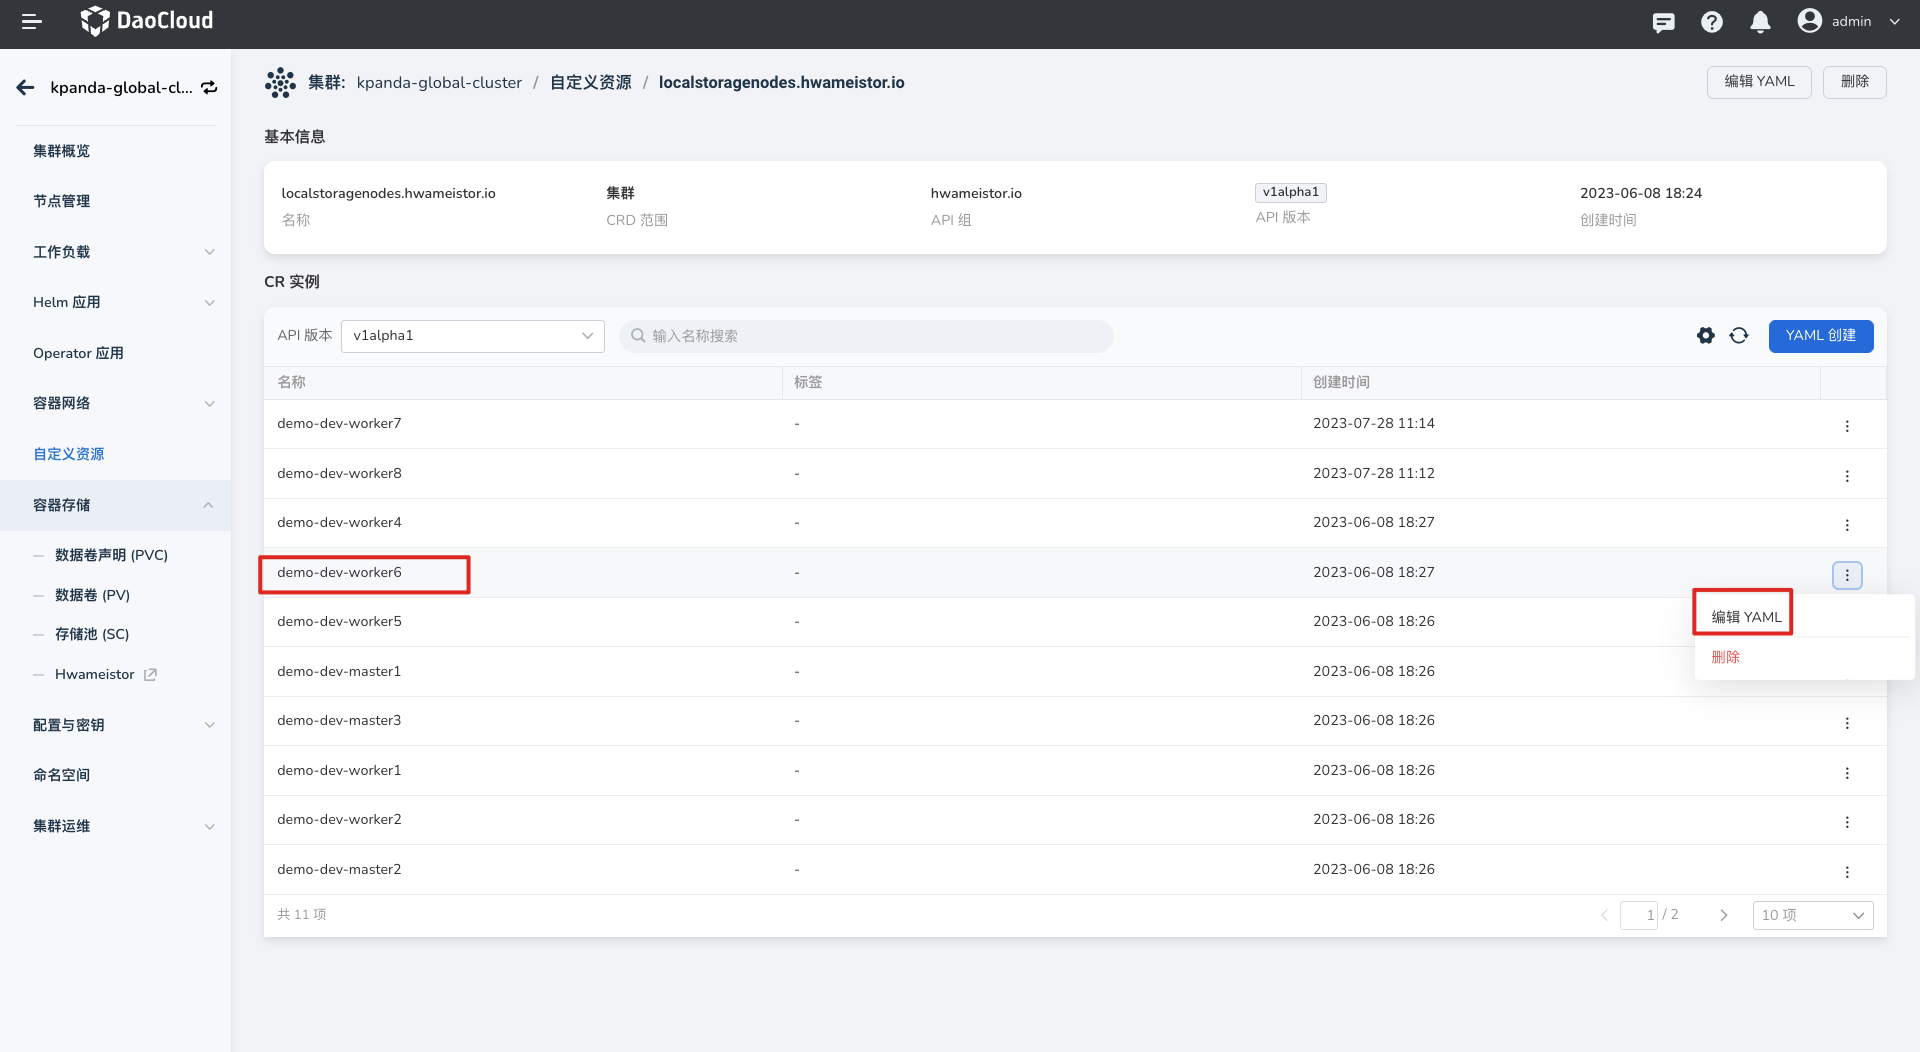 DaoCloud
admin
kpanda-global-cl...
集群概览
节点管理
工作负载
Helm 应用
Operator 应用
容器网络
自定义资源
容器存储
数据卷声明 (PVC)
数据卷 (PV)
存储池 (SC)
Hwameistor
配置与密钥
命名空间
集群运维
集群: kpanda-global-cluster / 自定义资源 / localstoragenodes.hwameistor.io
编辑 YAML 删除
基本信息
localstoragenodes.hwameistor.io 集群 hwameistor.io v1alpha1 2023-06-08 18:24
名称 CRD 范围 API 组 API 版本 创建时间
CR 实例
API 版本 v1alpha1 输入名称搜索 YAML 创建
名称 标签 创建时间
demo-dev-worker7 - 2023-07-28 11:14
demo-dev-worker8 - 2023-07-28 11:12
demo-dev-worker4 - 2023-06-08 18:27
demo-dev-worker6 - 2023-06-08 18:27
demo-dev-worker5 - 2023-06-08 18:26
编辑 YAML
删除
demo-dev-master1 - 2023-06-08 18:26
demo-dev-master3 - 2023-06-08 18:26
demo-dev-worker1 - 2023-06-08 18:26
demo-dev-worker2 - 2023-06-08 18:26
demo-dev-master2 - 2023-06-08 18:26
共 11 项 1 / 2 10 项